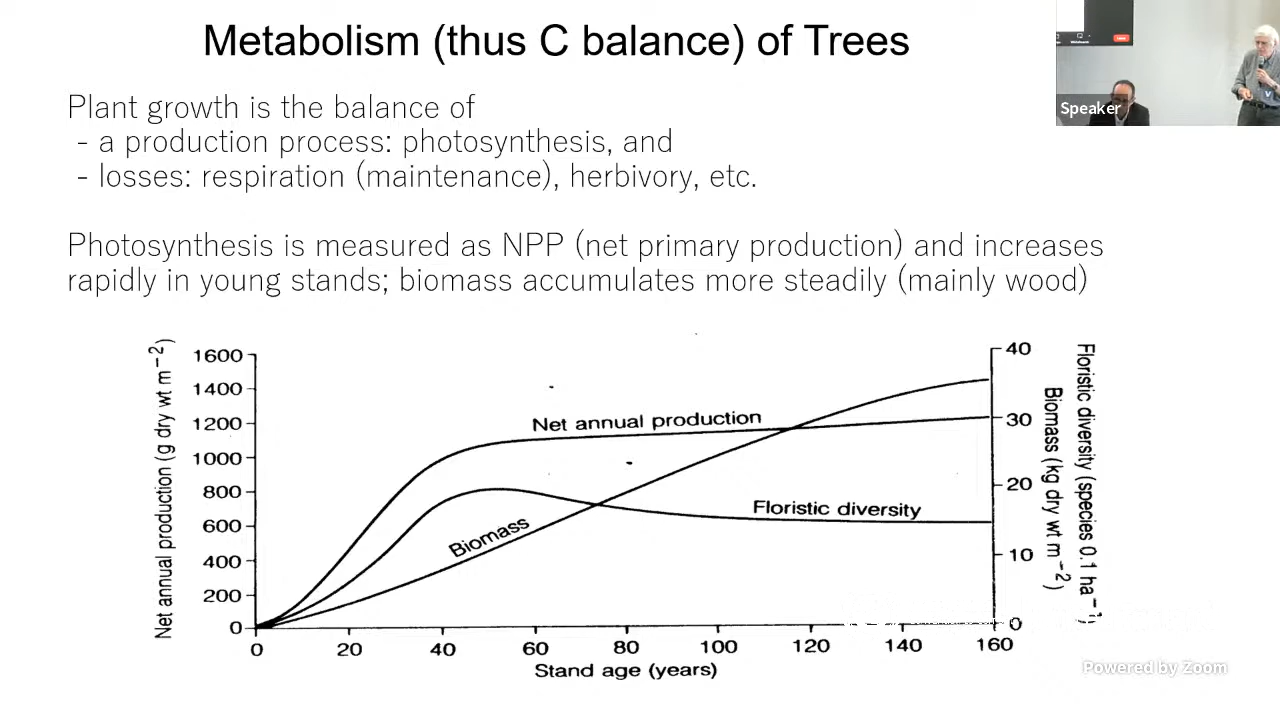 Metabolism (thus C balance) of Trees
Plant growth is the balance of
- a production process: photosynthesis, and
- losses: respiration (maintenance), herbivory, etc.
Photosynthesis is measured as NPP (net primary production) and increases
rapidly in young stands; biomass accumulates more steadily (mainly wood)
Speaker
Net annual production (g dry wt m⁻²)
1600
1400
1200
1000
800
600
400
200
0
Net annual production
Floristic diversity
Biomass
40
30
20
10
0
Biomass (kg dry wt m⁻²)
Floristic diversity (species 0.1 ha⁻¹)
0 20 40 60 80 100 120 140 160
Stand age (years)
Powered by Zoom